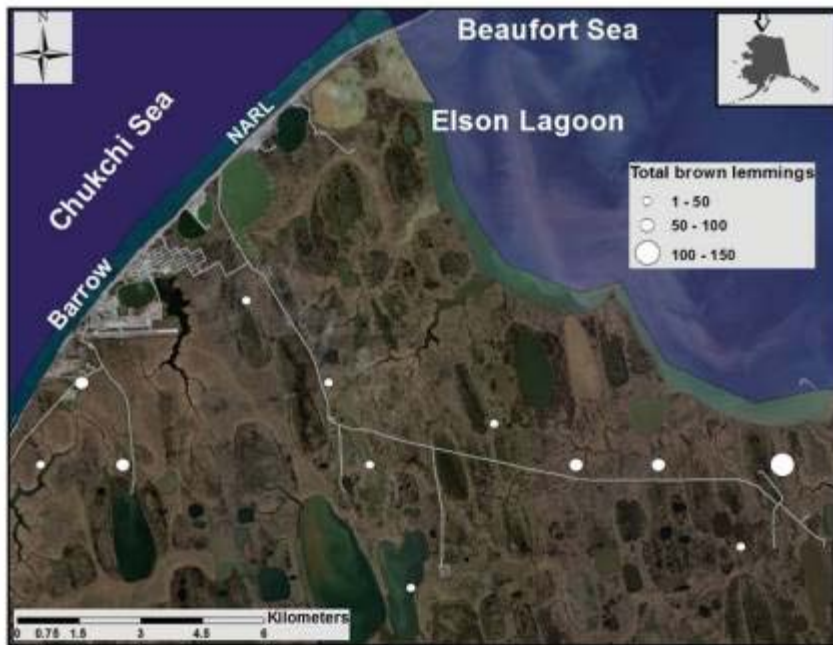 N
Beaufort Sea
Chukchi Sea
NARL
Elson Lagoon
Total brown lemmings
1 - 50
50 - 100
100 - 150
Barrow
Kilometers
0 0.75 1.5 3 4.5 6